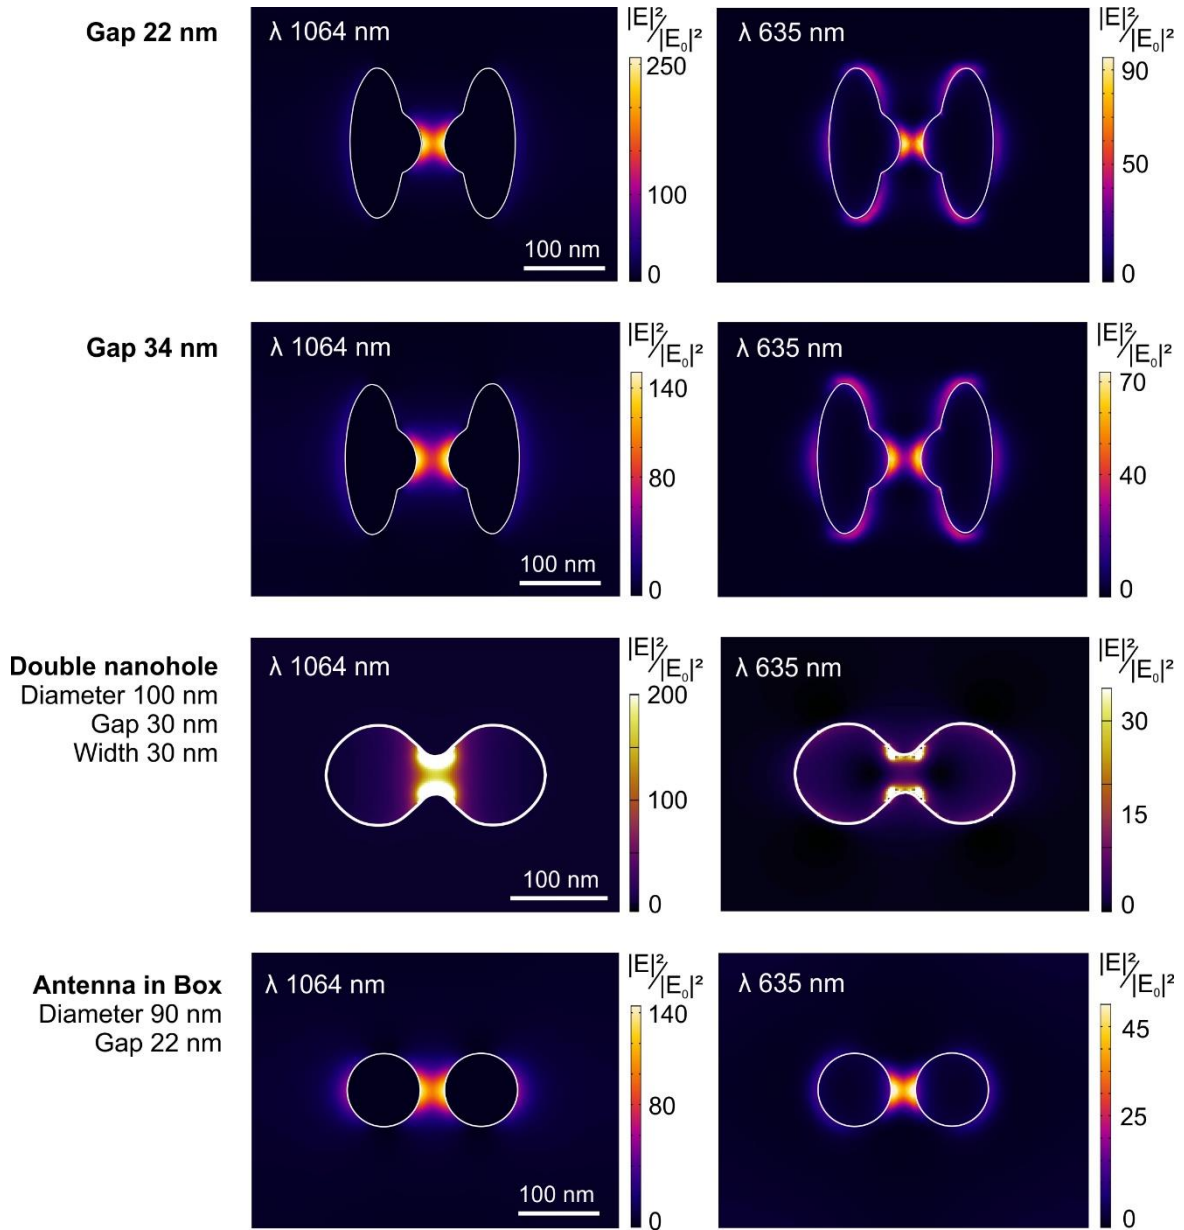 Gap 22 nm
λ 1064 nm
|E|²/|E₀|²
250
100
0
100 nm
λ 635 nm
|E|²/|E₀|²
90
50
0
Gap 34 nm
λ 1064 nm
|E|²/|E₀|²
140
80
0
100 nm
λ 635 nm
|E|²/|E₀|²
70
40
0
Double nanohole
Diameter 100 nm
Gap 30 nm
Width 30 nm
λ 1064 nm
|E|²/|E₀|²
200
100
0
100 nm
λ 635 nm
|E|²/|E₀|²
30
15
0
Antenna in Box
Diameter 90 nm
Gap 22 nm
λ 1064 nm
|E|²/|E₀|²
140
80
0
100 nm
λ 635 nm
|E|²/|E₀|²
45
25
0